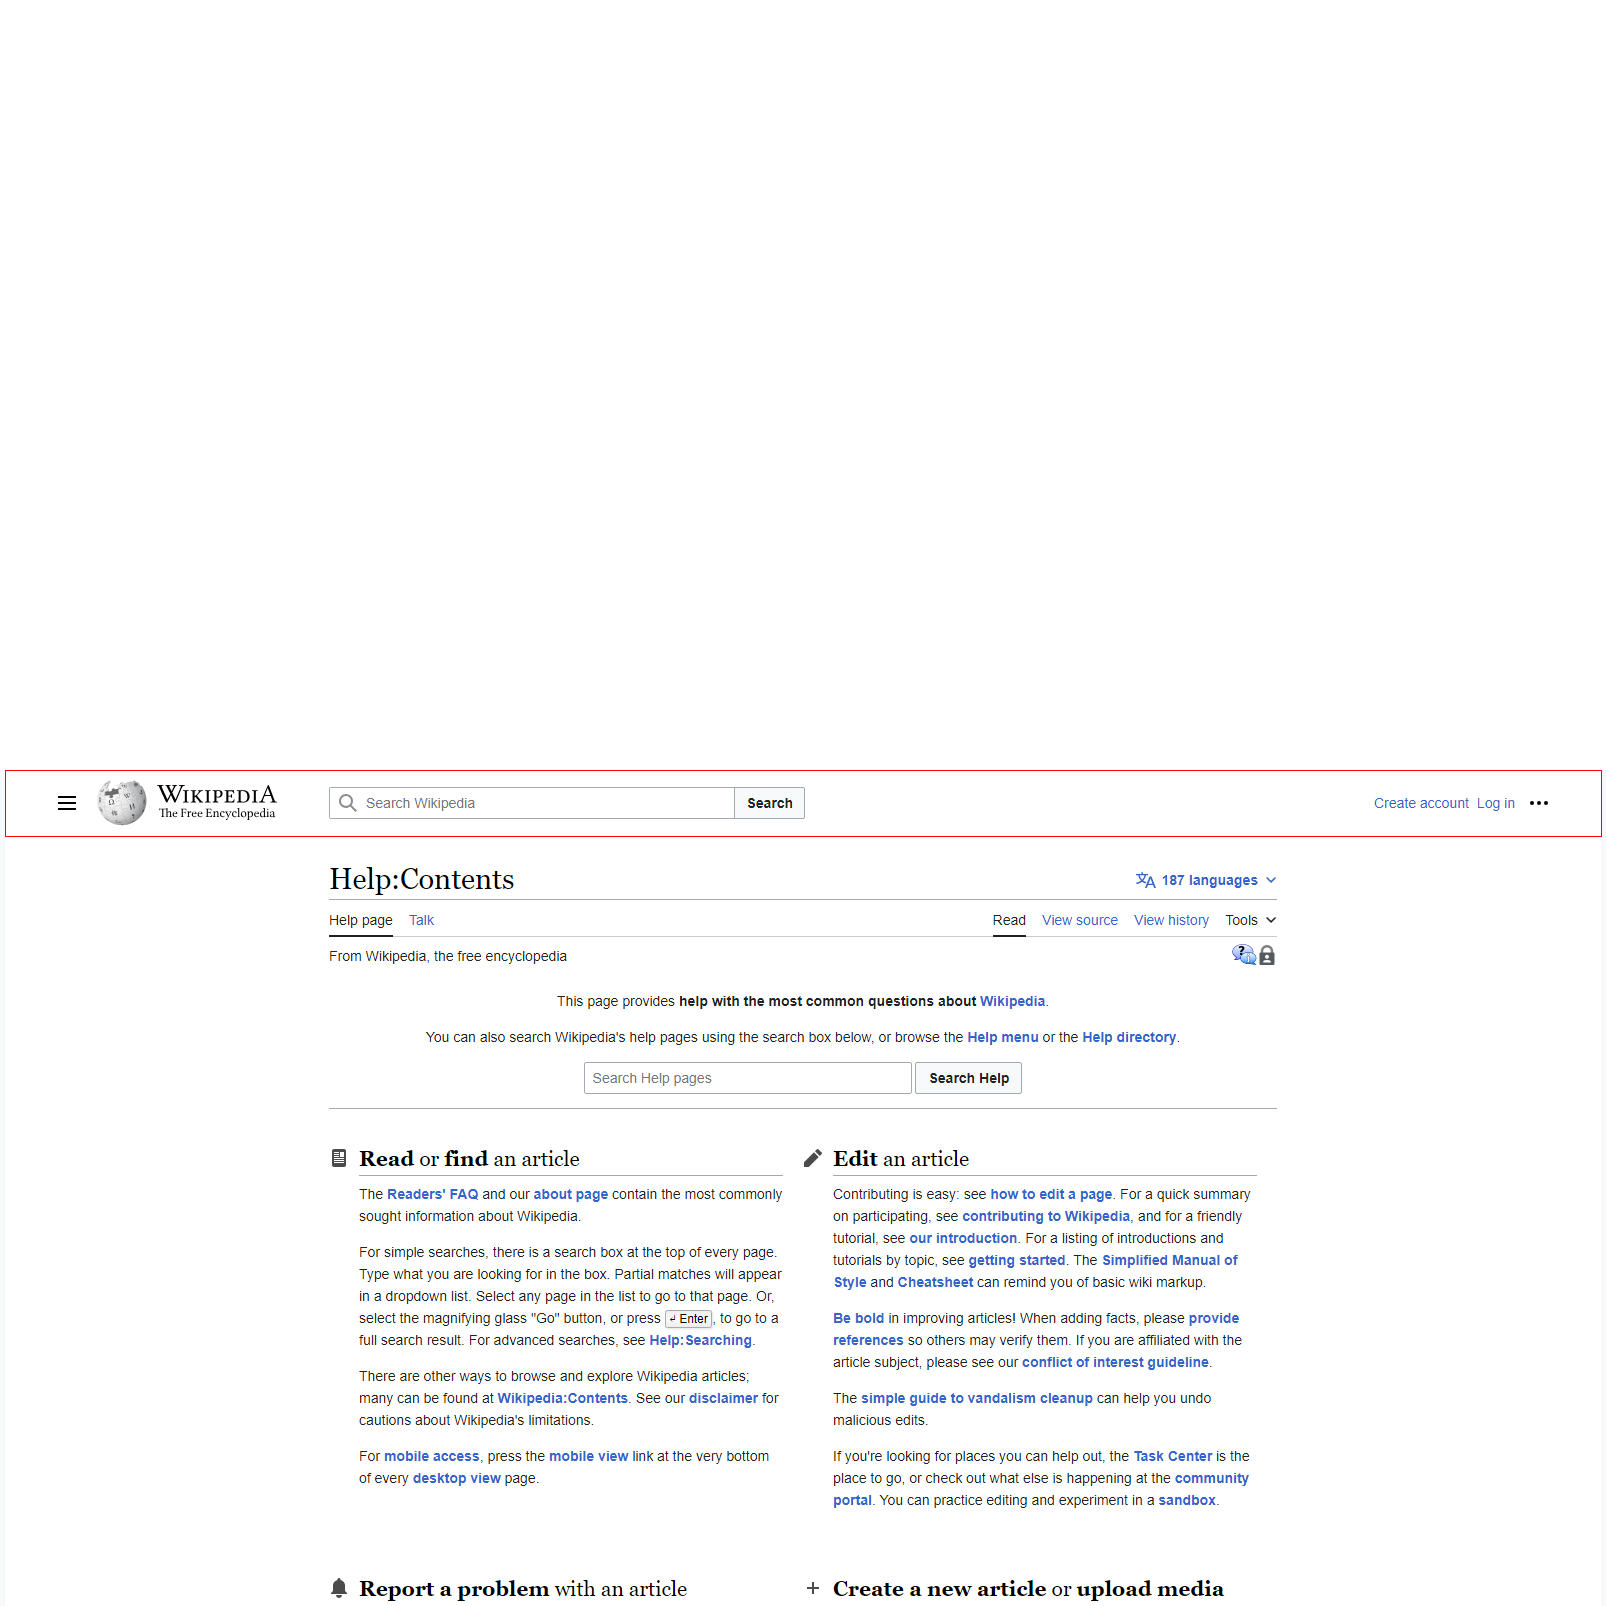 WIKIPEDIA
The Free Encyclopedia
Search Wikipedia
Search
Create account Log in
Help:Contents
187 languages
Help page Talk
Read View source View history Tools
From Wikipedia, the free encyclopedia
This page provides help with the most common questions about Wikipedia.
You can also search Wikipedia's help pages using the search box below, or browse the Help menu or the Help directory.
Search Help pages
Search Help
Read or find an article
The Readers' FAQ and our about page contain the most commonly
sought information about Wikipedia.
For simple searches, there is a search box at the top of every page.
Type what you are looking for in the box. Partial matches will appear
in a dropdown list. Select any page in the list to go to that page. Or,
select the magnifying glass "Go" button, or press ↵ Enter, to go to a
full search result. For advanced searches, see Help:Searching.
There are other ways to browse and explore Wikipedia articles;
many can be found at Wikipedia:Contents. See our disclaimer for
cautions about Wikipedia's limitations.
For mobile access, press the mobile view link at the very bottom
of every desktop view page.
Edit an article
Contributing is easy: see how to edit a page. For a quick summary
on participating, see contributing to Wikipedia, and for a friendly
tutorial, see our introduction. For a listing of introductions and
tutorials by topic, see getting started. The Simplified Manual of
Style and Cheatsheet can remind you of basic wiki markup.
Be bold in improving articles! When adding facts, please provide
references so others may verify them. If you are affiliated with the
article subject, please see our conflict of interest guideline.
The simple guide to vandalism cleanup can help you undo
malicious edits.
If you're looking for places you can help out, the Task Center is the
place to go, or check out what else is happening at the community
portal. You can practice editing and experiment in a sandbox.
Report a problem with an article
Create a new article or upload media